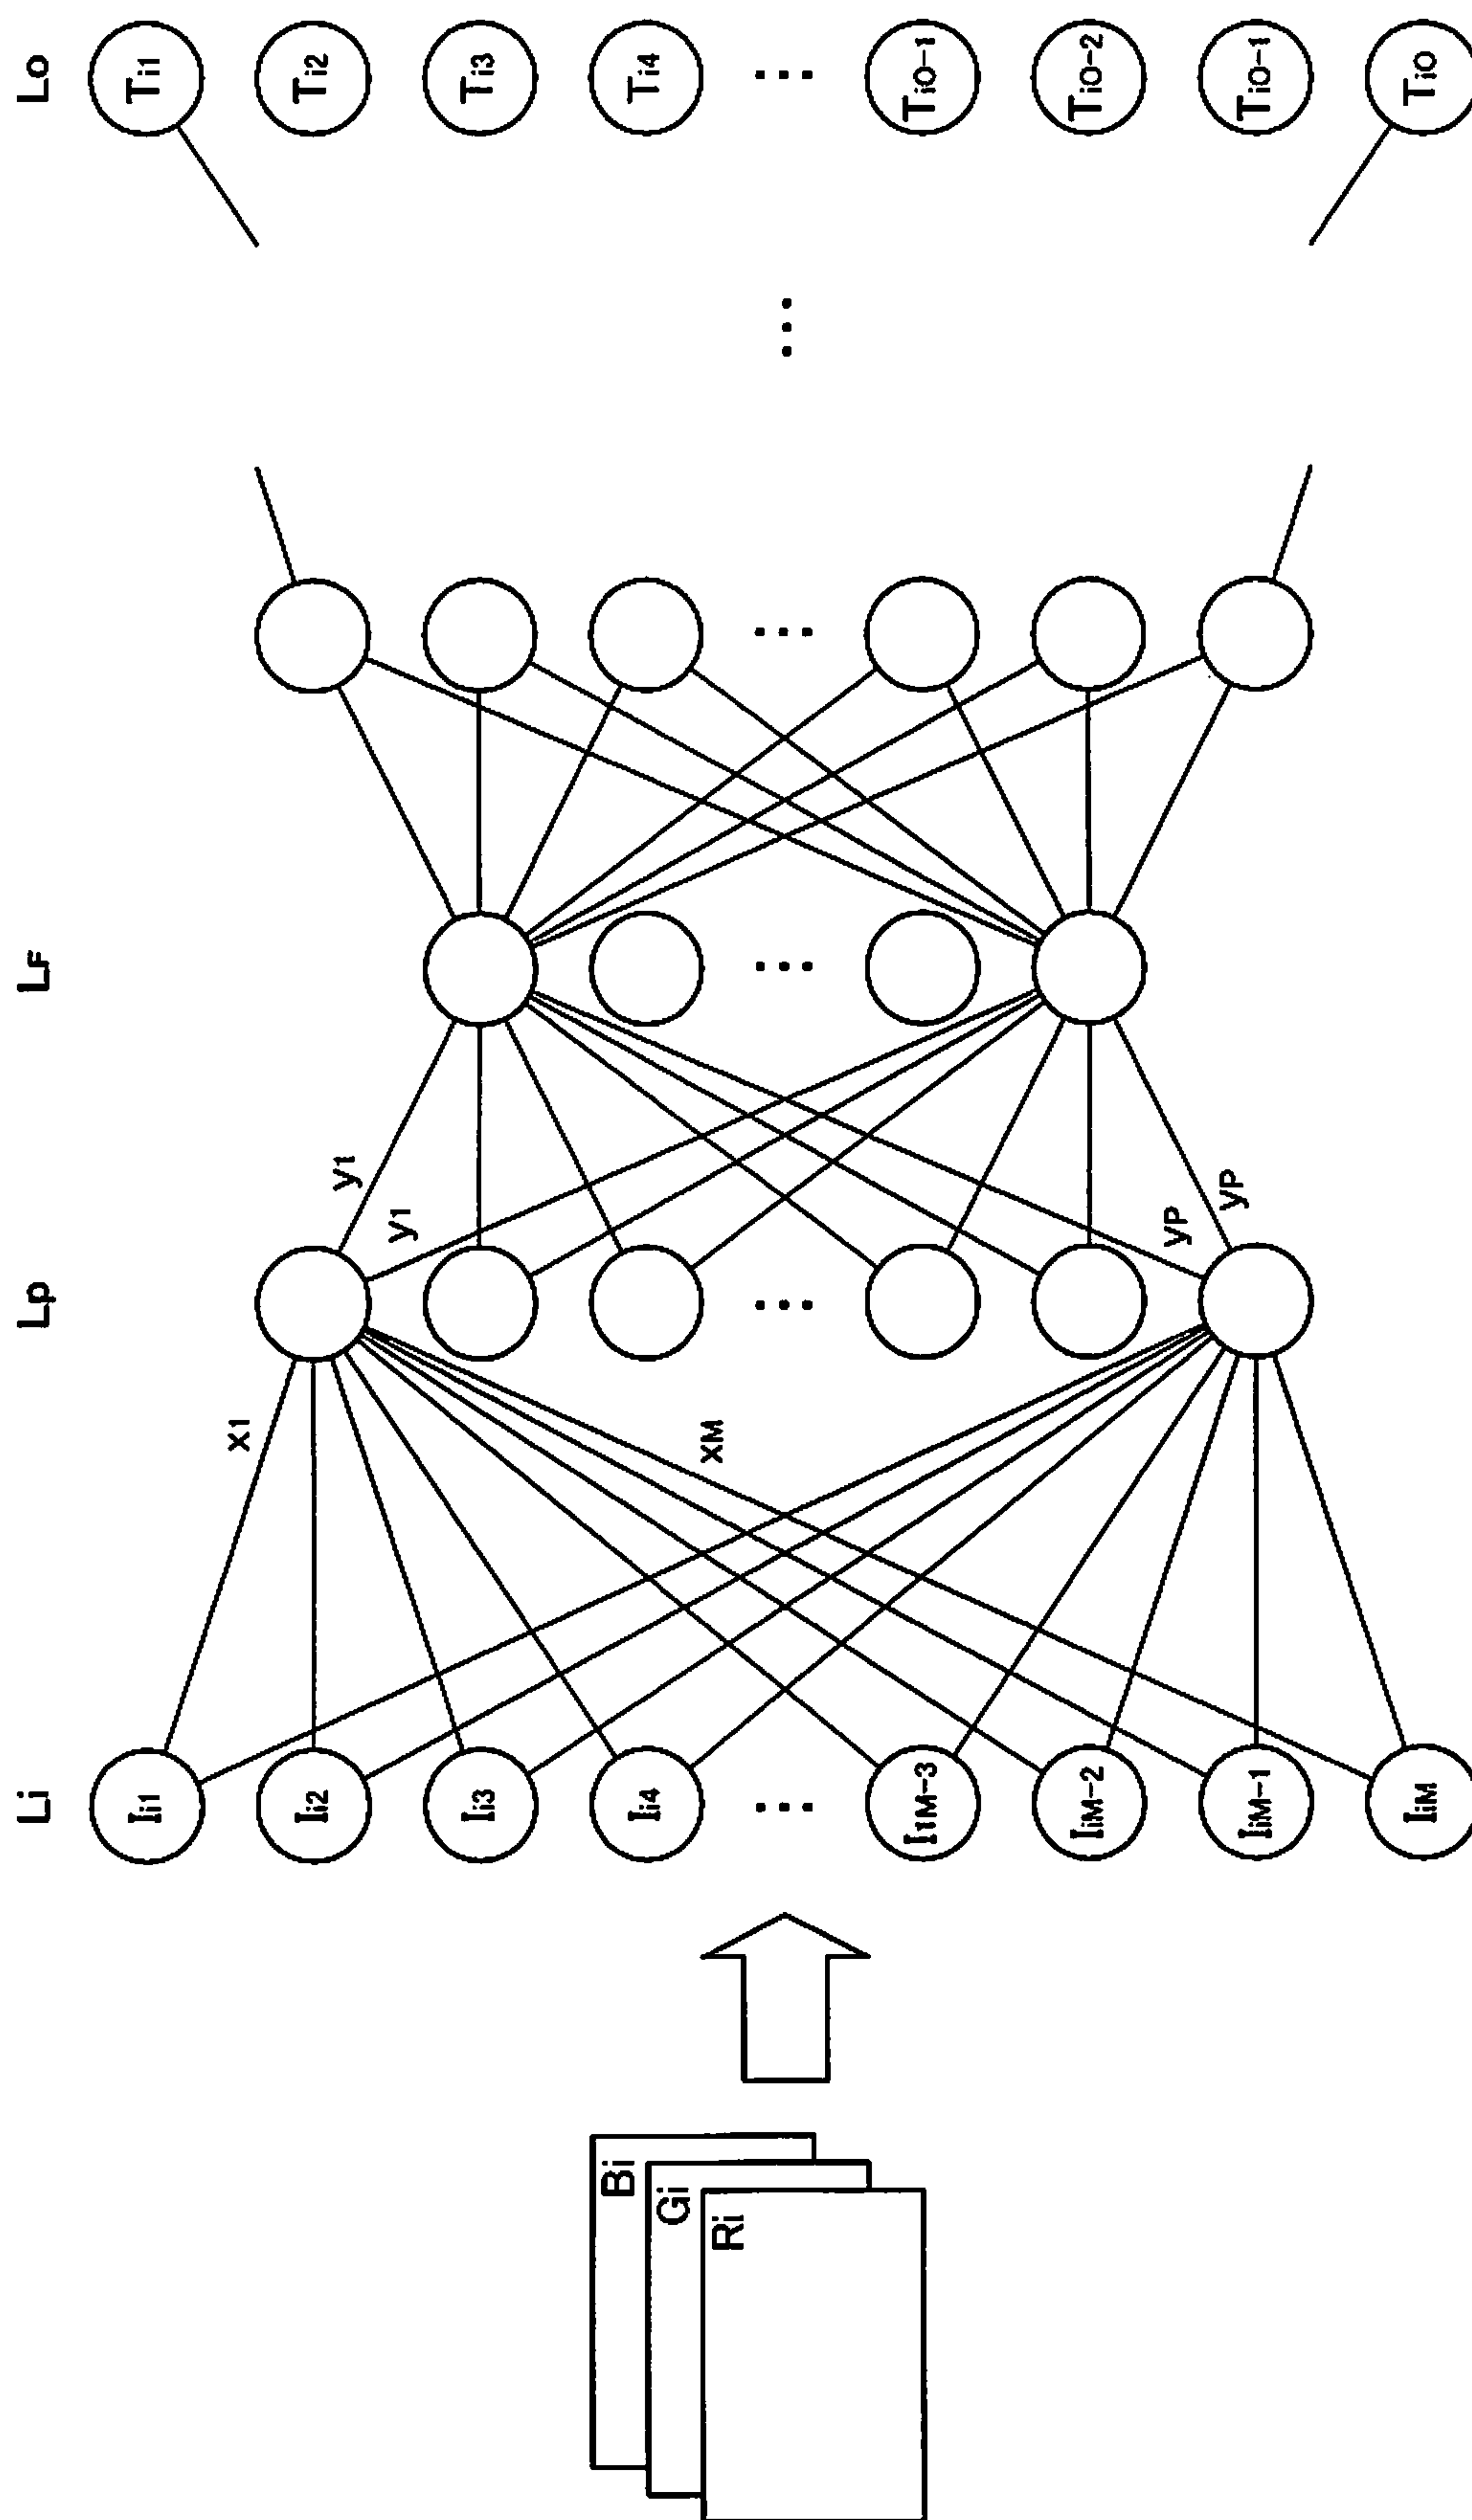 Li
Lp
LF
Lo
Bi
Gi
Ri
Ii1
Ii2
Ii3
Ii4
...
IiM-3
IiM-2
IiM-1
IiM
x1
xM
...
y1
y1
yP
yP
...
...
...
Ti1
Ti2
Ti3
Ti4
...
TiO-1
TiO-2
TiO-1
TiO